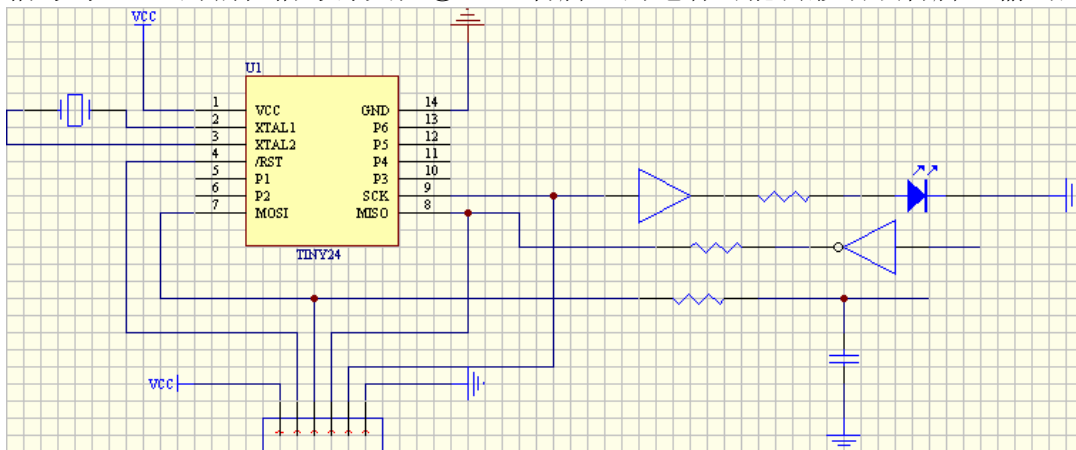 VCC
U1
1 VCC GND 14
2 XTAL1 P6 13
3 XTAL2 P5 12
4 /RST P4 11
5 P1 P3 10
6 P2 SCK 9
7 MOSI MISO 8
TINY24
VCC